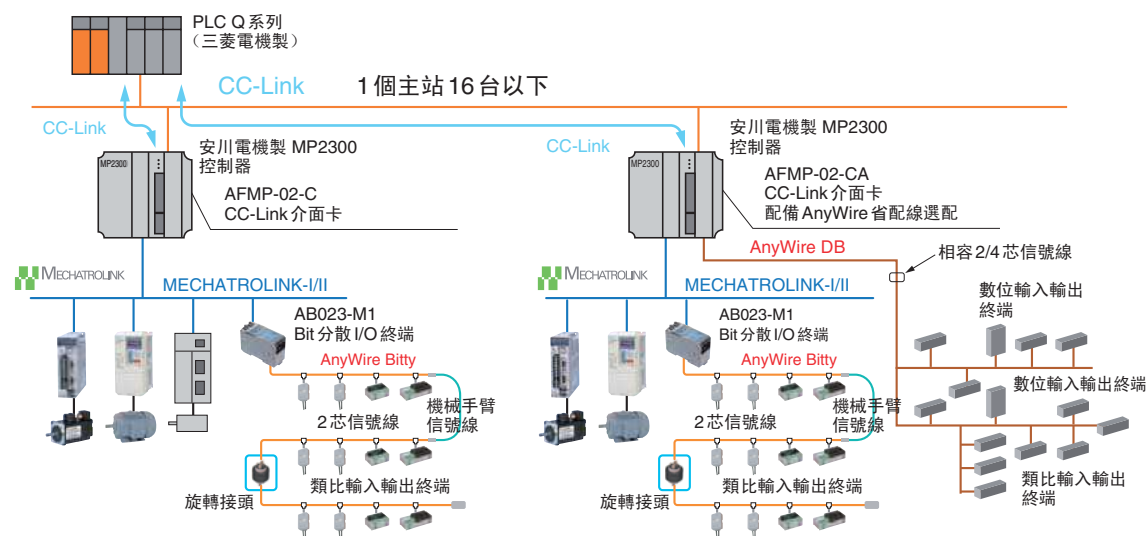 PLC Q系列
（三菱電機製）
CC-Link
1個主站16台以下
CC-Link
安川電機製 MP2300
控制器
MP2300
AFMP-02-C
CC-Link介面卡
MECHATROLINK
MECHATROLINK-I/II
AB023-M1
Bit分散I/O終端
AnyWire Bitty
2芯信號線
機械手臂
信號線
旋轉接頭
類比輸入輸出終端
CC-Link
安川電機製 MP2300
控制器
MP2300
AFMP-02-CA
CC-Link介面卡
配備AnyWire省配線選配
AnyWire DB
相容2/4芯信號線
MECHATROLINK
MECHATROLINK-I/II
AB023-M1
Bit分散I/O終端
AnyWire Bitty
2芯信號線
機械手臂
信號線
旋轉接頭
類比輸入輸出終端
數位輸入輸出
終端
數位輸入輸出終端
類比輸入輸出
終端